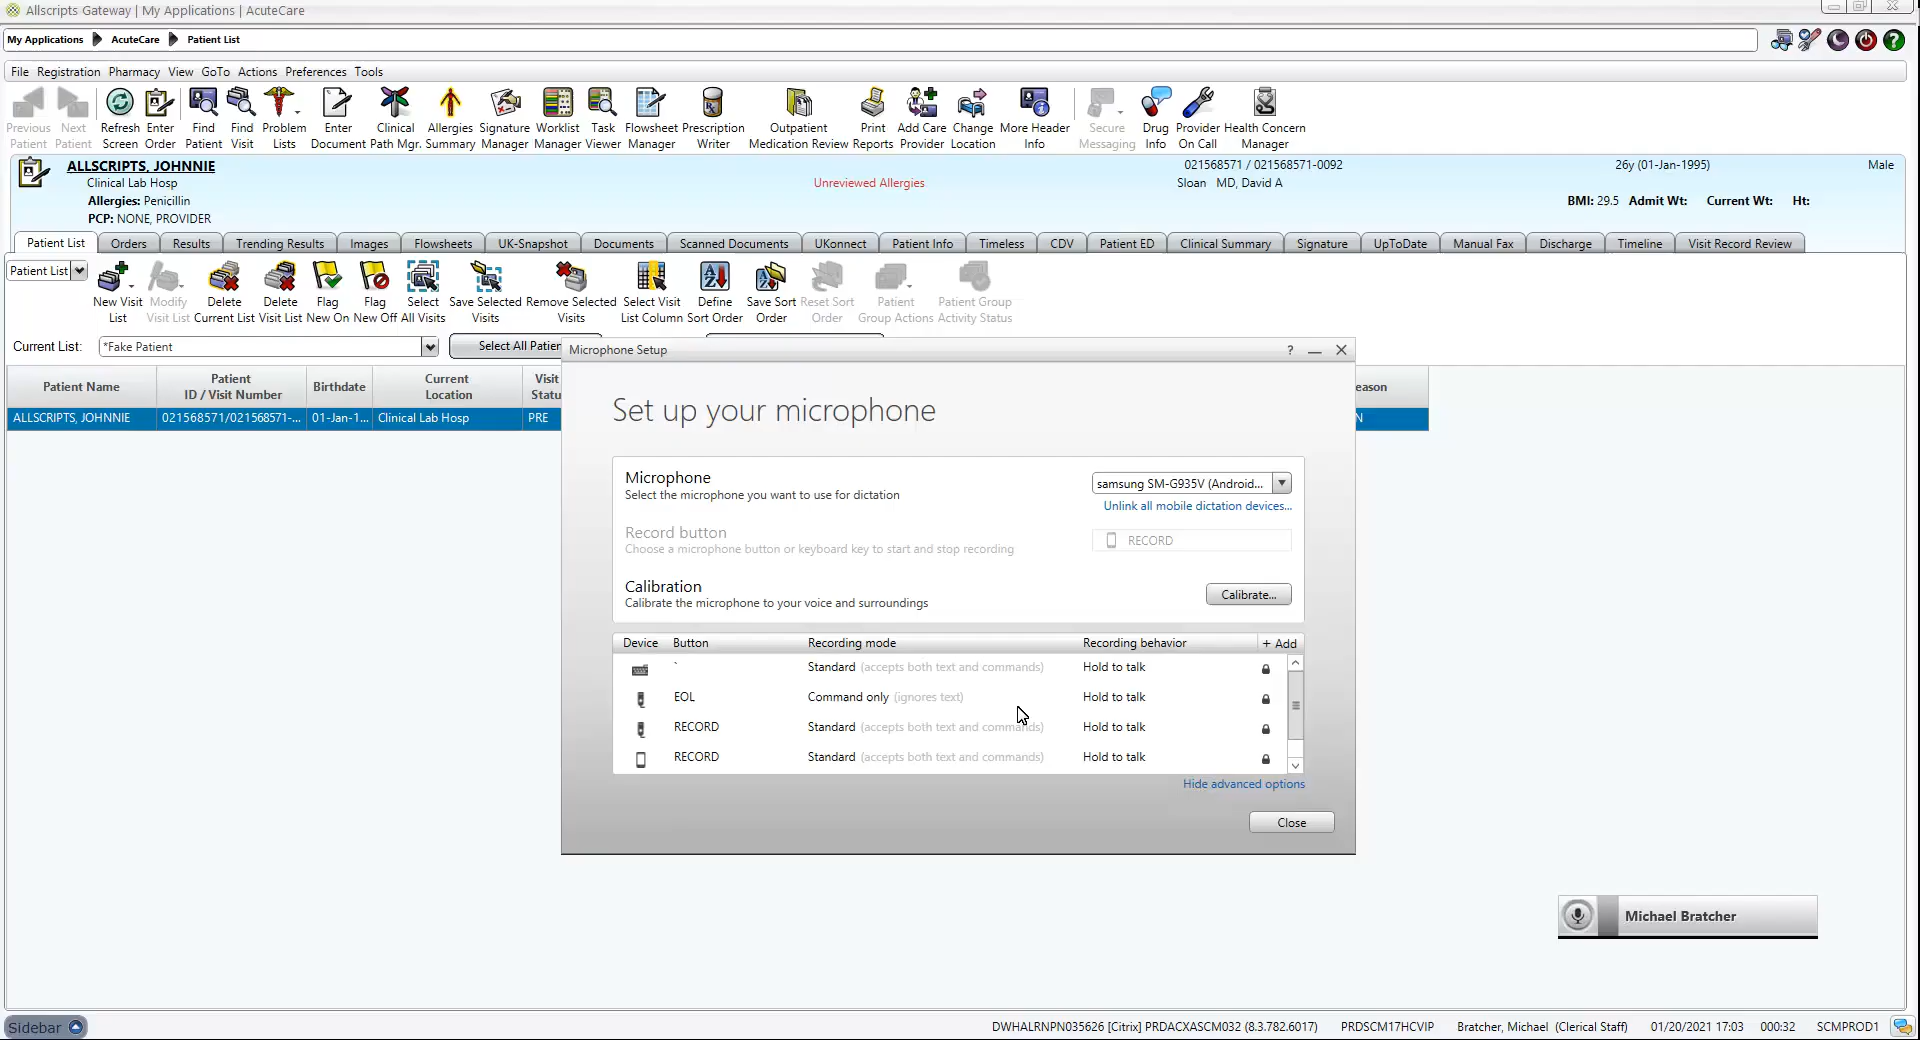 Allscripts Gateway | My Applications | AcuteCare
My Applications AcuteCare Patient List
File Registration Pharmacy View GoTo Actions Preferences Tools
Previous Patient
Next Patient
Refresh Screen
Enter Order
Find Patient
Find Visit
Problem Lists
Enter Document
Clinical Path Mgr.
Allergies Summary
Signature Manager
Worklist Manager
Task Viewer
Flowsheet Manager
Prescription Writer
Outpatient Medication Review
Print Reports
Add Care Provider
Change Location
More Header Info
Secure Messaging
Drug Info
Provider On Call
Health Concern Manager
ALLSCRIPTS, JOHNNIE 021568571 / 021568571-0092 26y (01-Jan-1995) Male
Clinical Lab Hosp Unreviewed Allergies Sloan MD, David A
Allergies: Penicillin BMI: 29.5 Admit Wt: Current Wt: Ht:
PCP: NONE, PROVIDER
Patient List Orders Results Trending Results Images Flowsheets UK-Snapshot Documents Scanned Documents UKonnect Patient Info Timeless CDV Patient ED Clinical Summary Signature UpToDate Manual Fax Discharge Timeline Visit Record Review
Patient List
New Visit List
Modify Visit List
Delete Current List
Delete Visit List
Flag New On
Flag New Off
Select All Visits
Save Selected Visits
Remove Selected Visits
Select Visit List Column
Define Sort Order
Save Sort Order
Reset Sort Order
Patient Group Actions
Patient Group Activity Status
Current List: *Fake Patient Select All Patien
Patient Name
Patient ID / Visit Number
Birthdate
Current Location
Visit Statu
eason
ALLSCRIPTS, JOHNNIE 021568571/021568571-... 01-Jan-1... Clinical Lab Hosp PRE N
Microphone Setup ?
Set up your microphone
Microphone samsung SM-G935V (Android...
Select the microphone you want to use for dictation
Unlink all mobile dictation devices...
Record button RECORD
Choose a microphone button or keyboard key to start and stop recording
Calibration Calibrate...
Calibrate the microphone to your voice and surroundings
Device Button Recording mode Recording behavior + Add
` Standard (accepts both text and commands) Hold to talk
EOL Command only (ignores text) Hold to talk
RECORD Standard (accepts both text and commands) Hold to talk
RECORD Standard (accepts both text and commands) Hold to talk
Hide advanced options
Close
Michael Bratcher
Sidebar DWHALRNPN035626 [Citrix] PRDACXASCM032 (8.3.782.6017) PRDSCM17HCVIP Bratcher, Michael (Clerical Staff) 01/20/2021 17:03 000:32 SCMPROD1